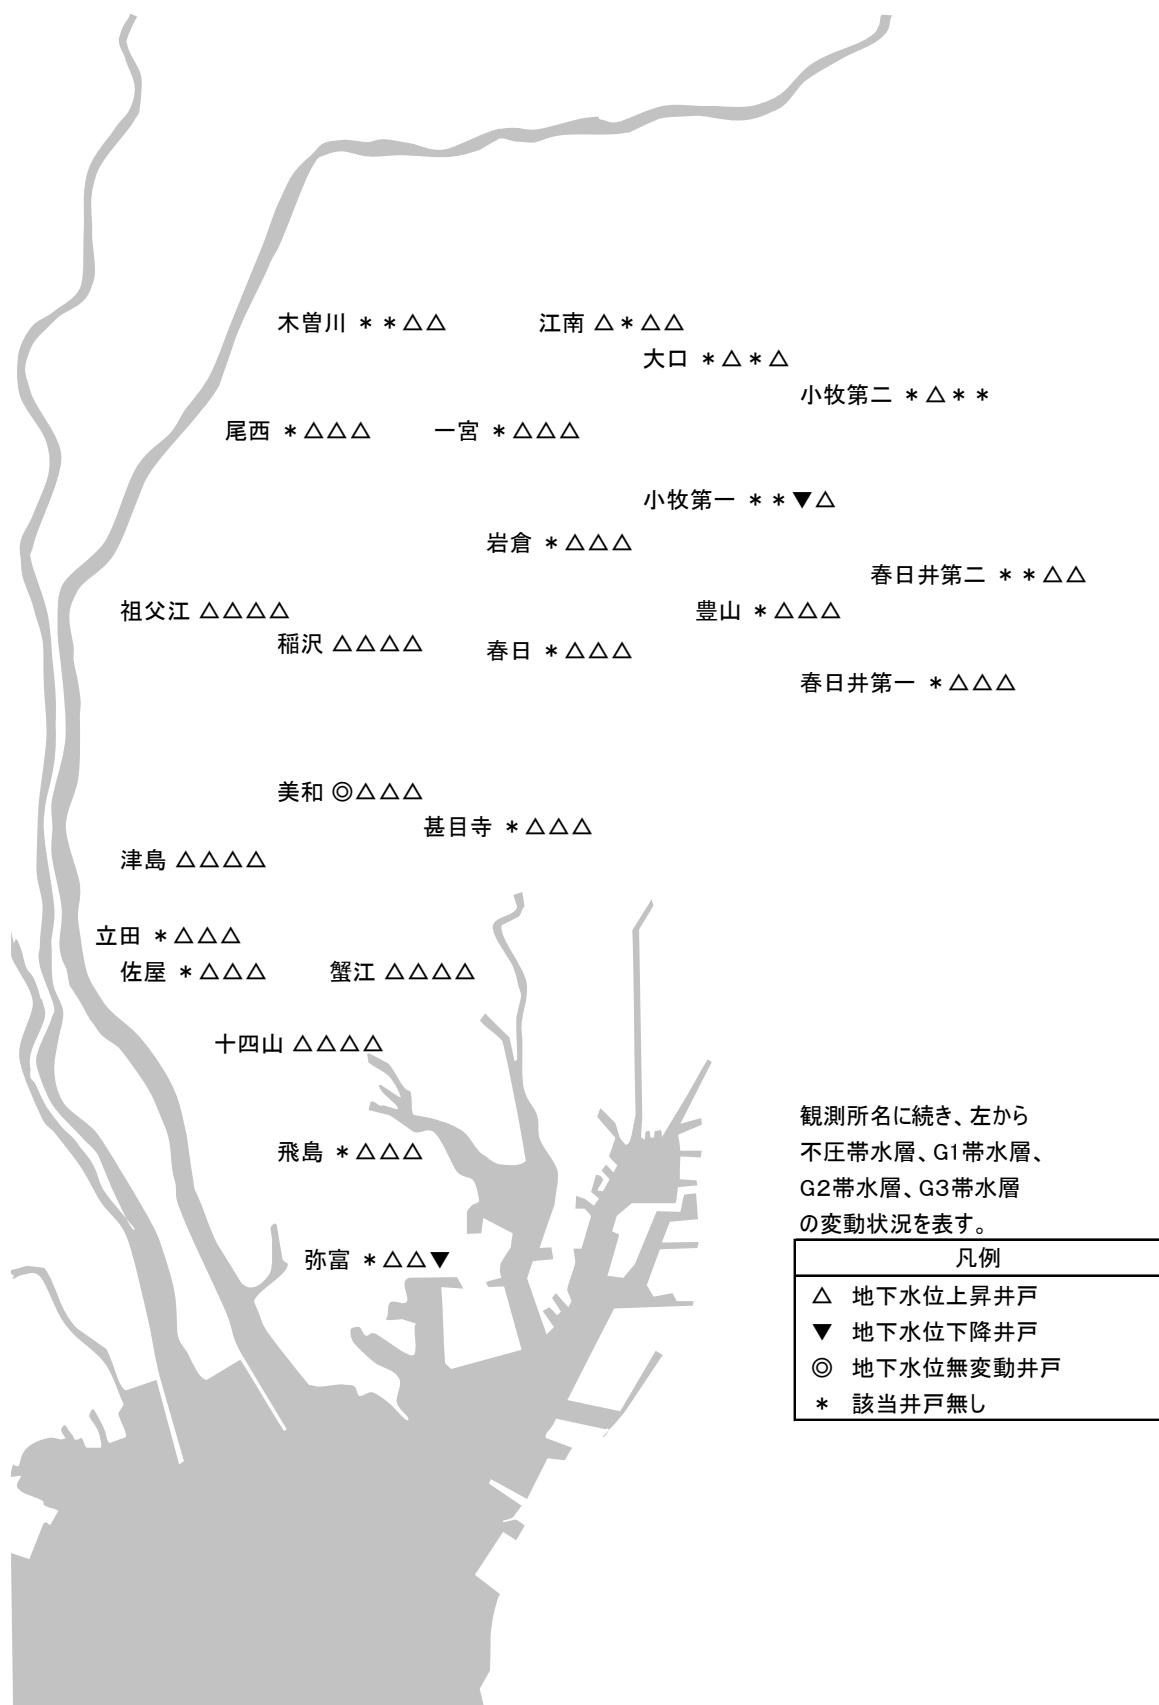 木曽川 ＊＊△△
江南 △＊△△
大口 ＊△＊△
小牧第二 ＊△＊＊
尾西 ＊△△△
一宮 ＊△△△
小牧第一 ＊＊▼△
岩倉 ＊△△△
春日井第二 ＊＊△△
祖父江 △△△△
豊山 ＊△△△
稲沢 △△△△
春日 ＊△△△
春日井第一 ＊△△△
美和 ◎△△△
甚目寺 ＊△△△
津島 △△△△
立田 ＊△△△
佐屋 ＊△△△
蟹江 △△△△
十四山 △△△△
飛島 ＊△△△
弥富 ＊△△▼
観測所名に続き、左から
不圧帯水層、G1帯水層、
G2帯水層、G3帯水層
の変動状況を表す。
凡例
△ 地下水位上昇井戸
▼ 地下水位下降井戸
◎ 地下水位無変動井戸
＊ 該当井戸無し